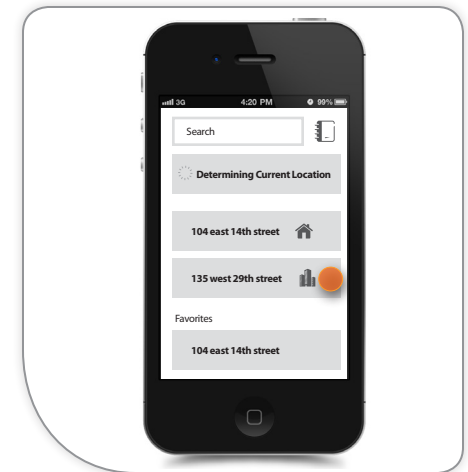 3G 4:20 PM 99%
Search
Determining Current Location
104 east 14th street
135 west 29th street
Favorites
104 east 14th street